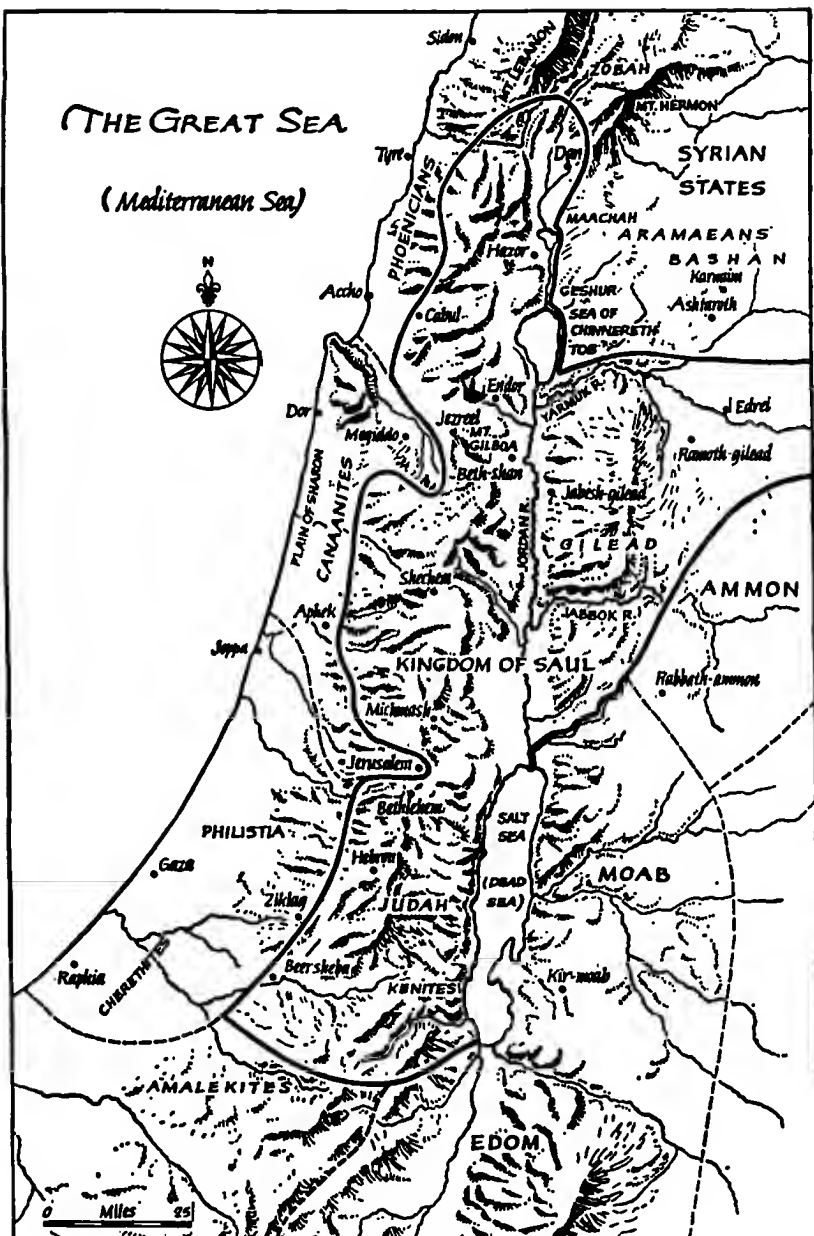 Sidon
MT. LEBANON
ZOBAH
MT. HERMON
THE GREAT SEA
(Mediterranean Sea)
Tyre
Dan
SYRIAN
STATES
PHOENICIANS
MAACHAH
ARAMAEANS
BASHAN
Hazor
Karnaim
Ashtaroth
N
Accho
Cabul
GESHUR
SEA OF
CHINNERETH
TOB
Endor
YARMUK R.
Dor
Jezreel
MT.
GILBOA
Megiddo
Beth-shan
Edrei
Ramoth-gilead
Jabesh-gilead
PLAIN OF SHARON
CANAANITES
JORDAN R.
GILEAD
Shechem
AMMON
Aphek
JABBOK R.
Joppa
KINGDOM OF SAUL
Rabbath-ammon
Michmash
Jerusalem
Bethlehem
SALT
SEA
PHILISTIA
Gaza
Hebron
(DEAD
SEA)
MOAB
Ziklag
JUDAH
Raphia
CHERETHITES
Beersheba
KENITES
Kir-moab
AMALEKITES
EDOM
0 Miles 25